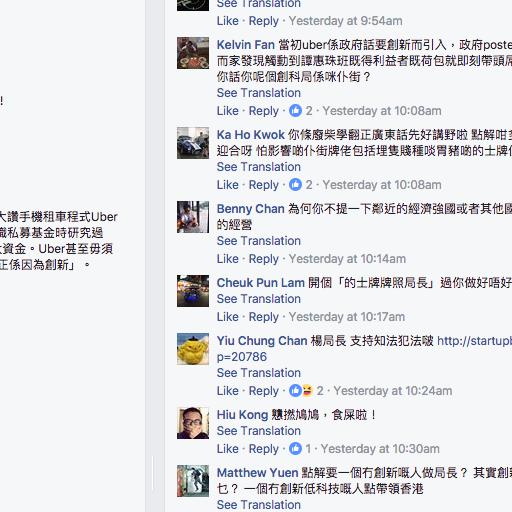 !
大讚手機租車程式Uber
職私募基金時研究過
資金。Uber甚至毋須
正係因為創新」。
See Translation
Like · Reply · Yesterday at 9:54am
Kelvin Fan 當初uber係政府話要創新而引入，政府poste
而家發現觸動到譚惠珠班既得利益者既荷包就即刻帶頭
你話你呢個創科局係咪仆街？
See Translation
Like · Reply · 2 · Yesterday at 10:08am
Ka Ho Kwok 你條廢柴學翻正廣東話先好講野啦 點解咁
迎合呀 怕影響啲仆街牌佬包括埋隻賤種啖胃豬啲的士牌
See Translation
Like · Reply · 2 · Yesterday at 10:08am
Benny Chan 為何你不提一下鄰近的經濟強國或者其他國
的經營
See Translation
Like · Reply · Yesterday at 10:14am
Cheuk Pun Lam 開個「的士牌牌照局長」過你做好唔好
See Translation
Like · Reply · Yesterday at 10:17am
Yiu Chung Chan 楊局長 支持知法犯法啵 http://startupb
p=20786
See Translation
Like · Reply · 2 · Yesterday at 10:24am
Hiu Kong 戇撚鳩鳩，食屎啦！
See Translation
Like · Reply · 1 · Yesterday at 10:30am
Matthew Yuen 點解要一個冇創新嘅人做局長？ 其實創
乜？ 一個冇創新低科技嘅人點帶領香港
See Translation